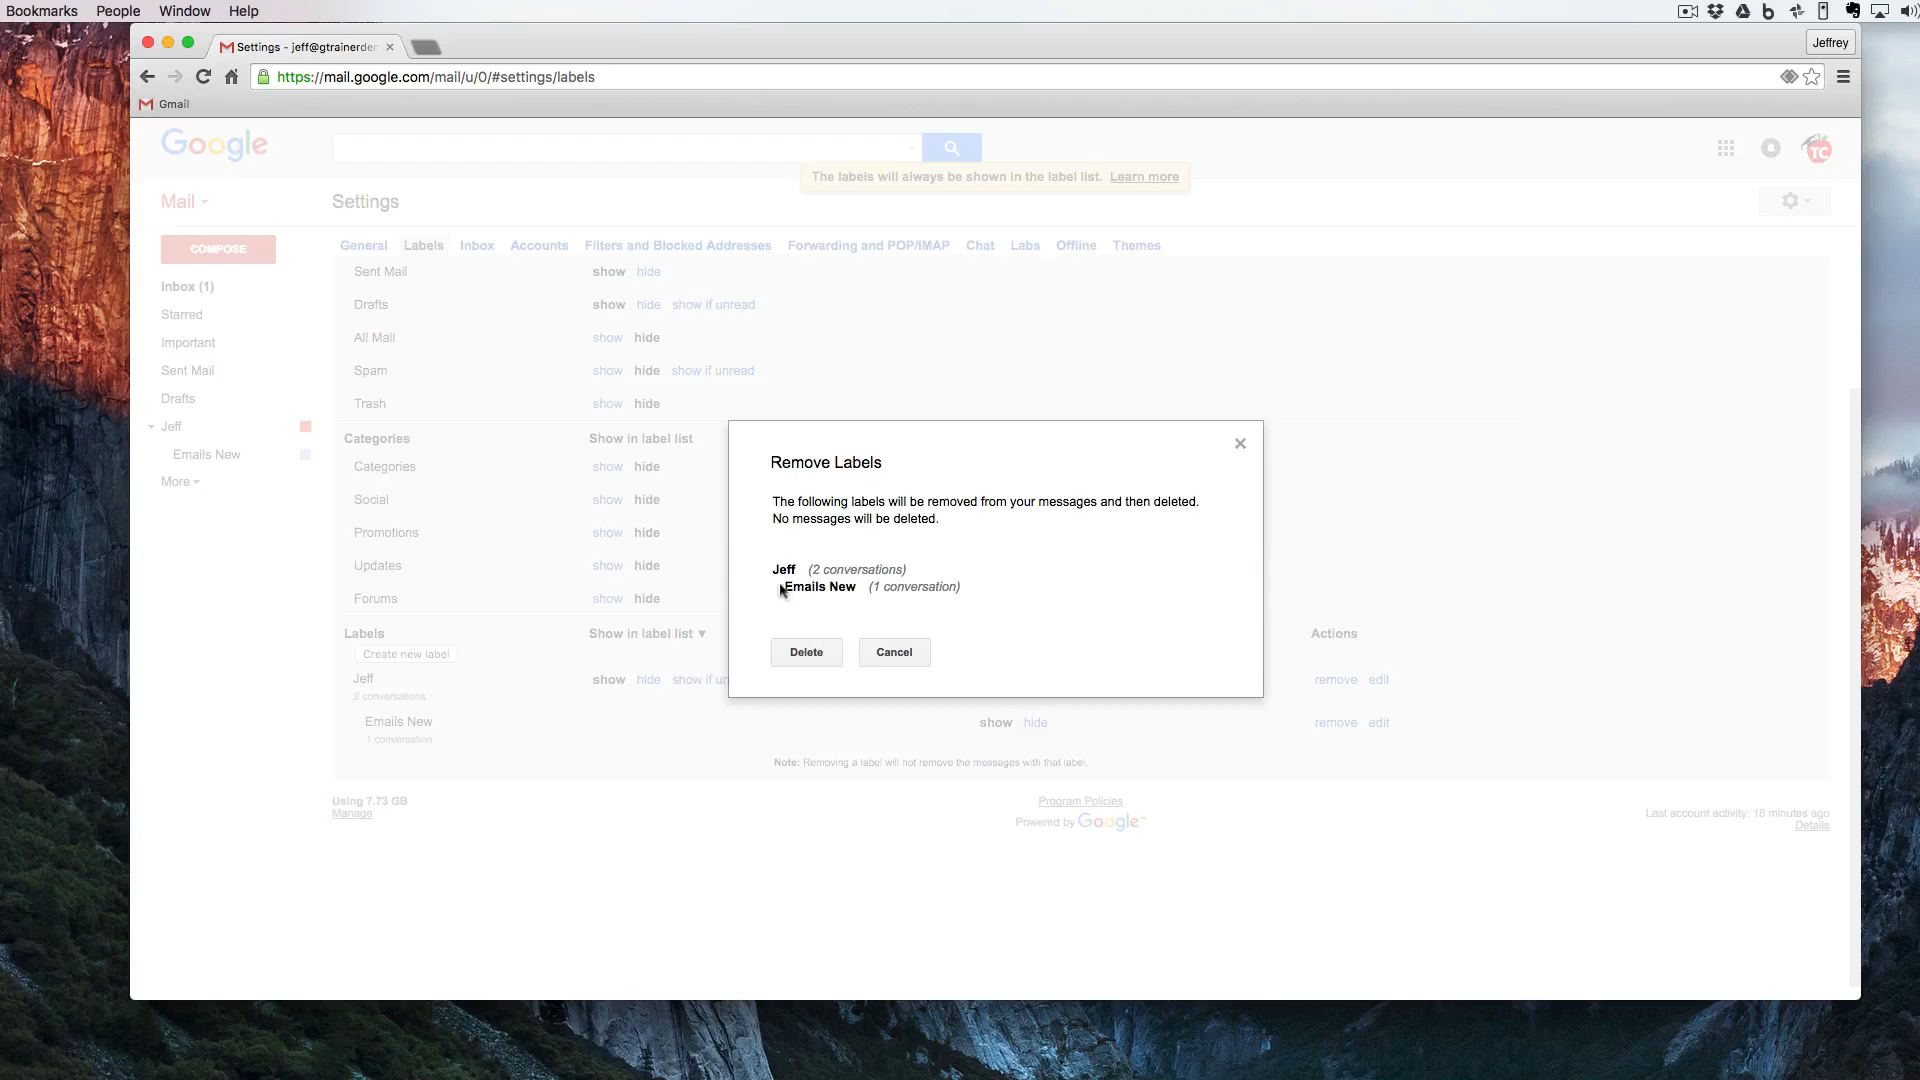 Bookmarks People Window Help
Settings - jeff@gtrainerdem
Jeffrey
https://mail.google.com/mail/u/0/#settings/labels
Gmail
Google
The labels will always be shown in the label list. Learn more
TC
Mail
Settings
COMPOSE
General Labels Inbox Accounts Filters and Blocked Addresses Forwarding and POP/IMAP Chat Labs Offline Themes
Sent Mail show hide
Inbox (1)
Drafts show hide show if unread
Starred
All Mail show hide
Important
Spam show hide show if unread
Sent Mail
Trash show hide
Drafts
Jeff
Categories Show in label list
Emails New
Categories show hide
More
Social show hide
Promotions show hide
Updates show hide
Forums show hide
Remove Labels
The following labels will be removed from your messages and then deleted.
No messages will be deleted.
Jeff (2 conversations)
Emails New (1 conversation)
Delete Cancel
Labels Show in label list ▼ Actions
Create new label
Jeff show hide show if un remove edit
2 conversations
Emails New show hide remove edit
1 conversation
Note: Removing a label will not remove the messages with that label.
Using 7.73 GB
Manage
Program Policies
Powered by Google™
Last account activity: 18 minutes ago
Details